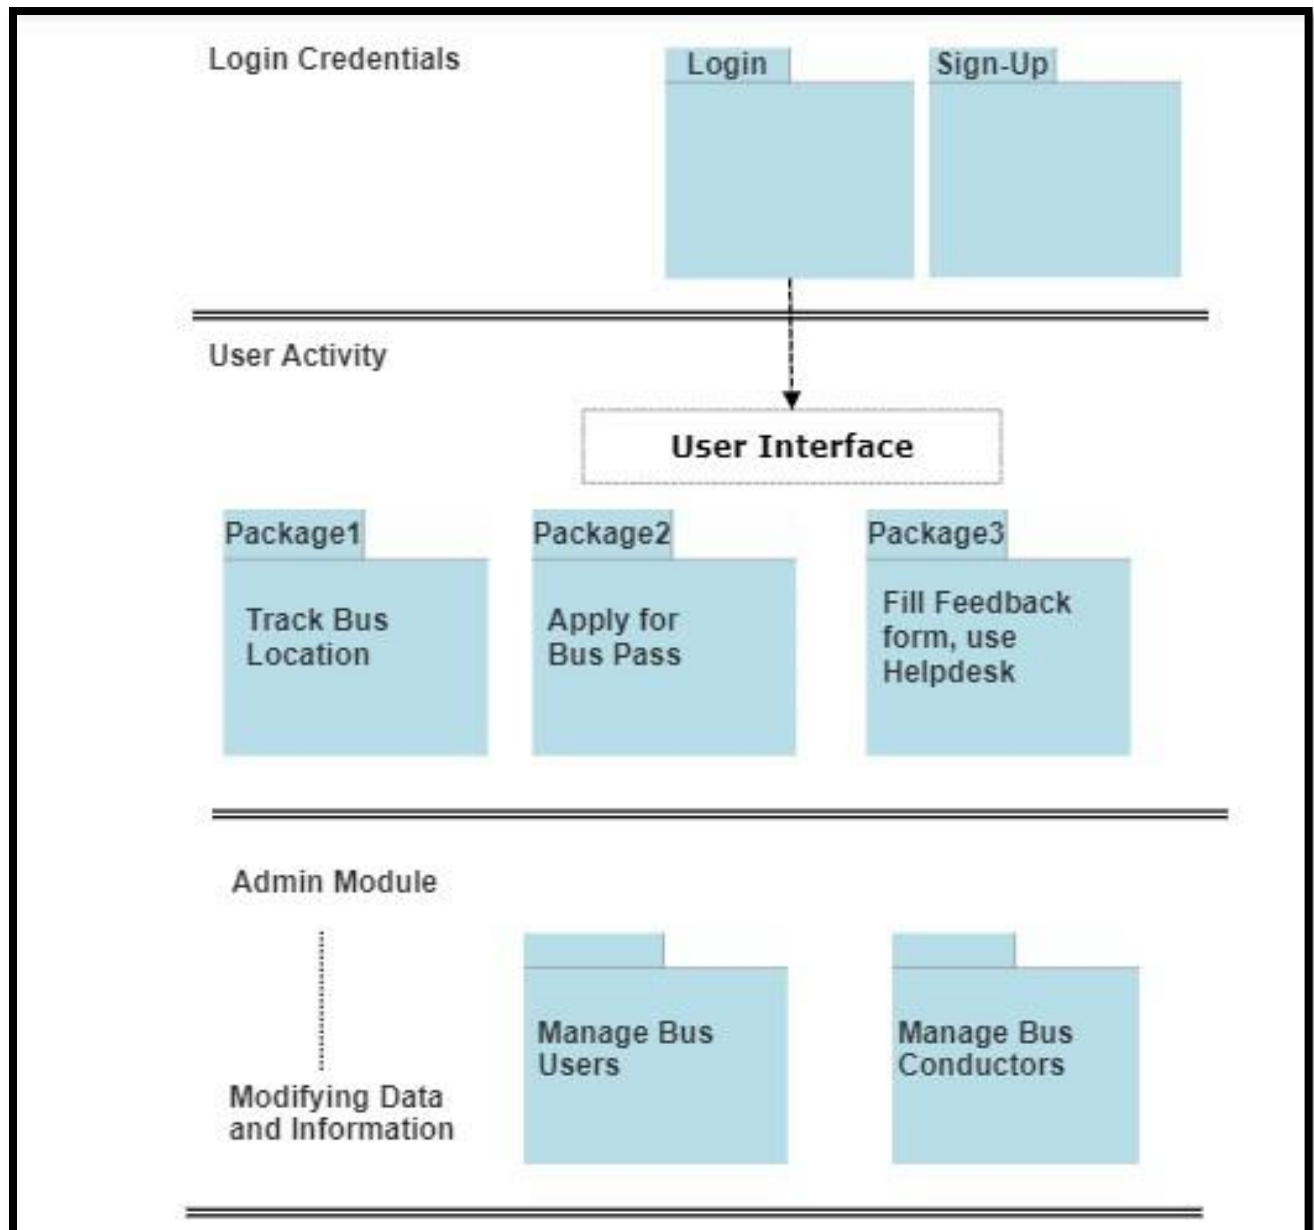 Login Credentials
Login
Sign-Up
User Activity
User Interface
Package1
Package2
Package3
Track Bus
Location
Apply for
Bus Pass
Fill Feedback
form, use
Helpdesk
Admin Module
Manage Bus
Users
Manage Bus
Conductors
Modifying Data
and Information